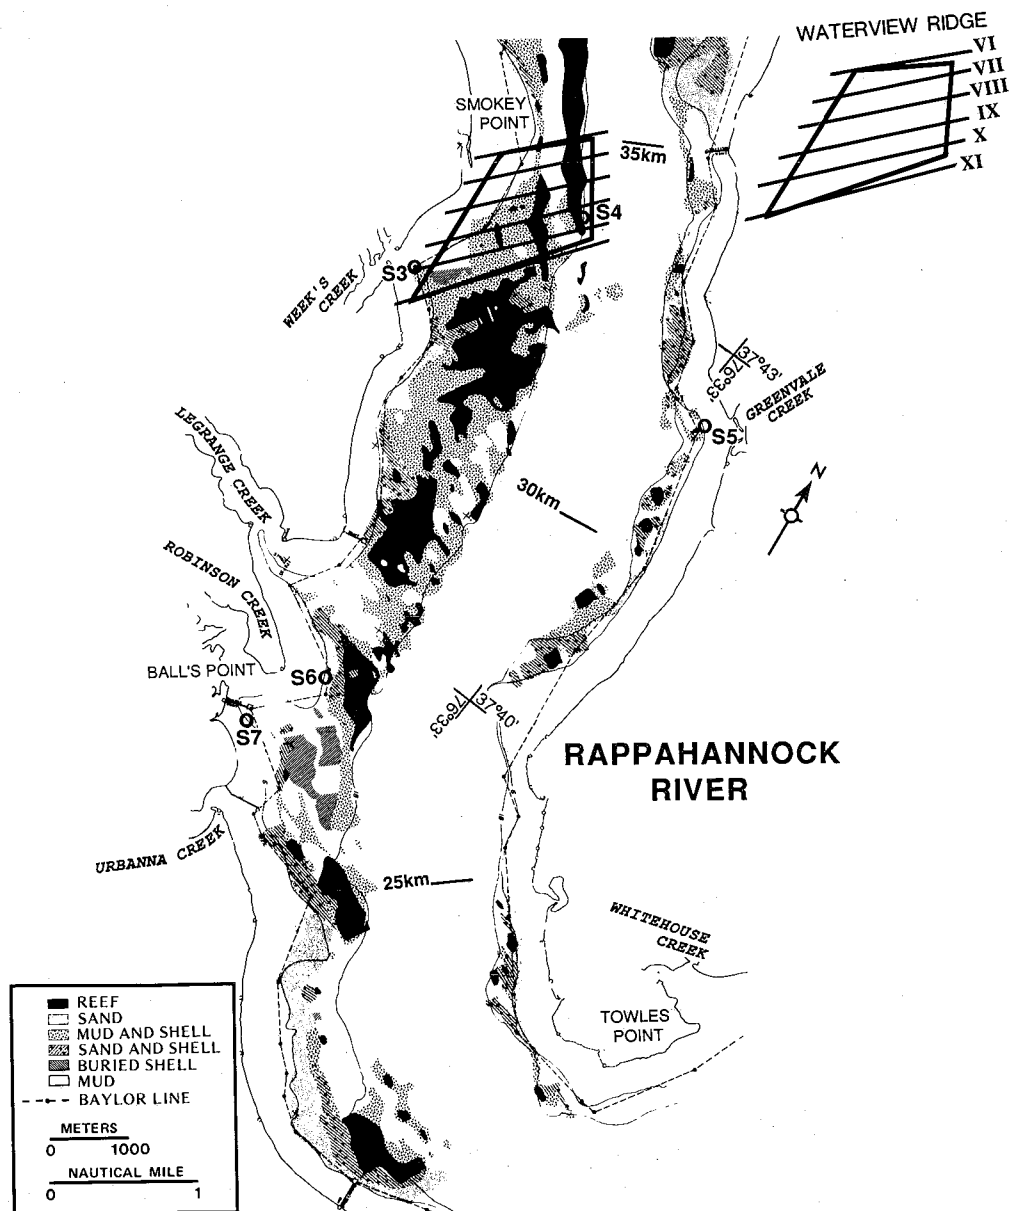 WATERVIEW RIDGE
VI
VII
VIII
IX
X
XI
SMOKEY
POINT
35km
S4
S3
WEEK'S
CREEK
37°43'
76°33'
GREENVALE
CREEK
S5
LEGRANGE CREEK
30km
N
ROBINSON CREEK
BALL'S POINT
S6
S7
76°33'
37°40'
RAPPAHANNOCK
RIVER
URBANNA CREEK
25km
WHITEHOUSE
CREEK
TOWLES
POINT
REEF
SAND
MUD AND SHELL
SAND AND SHELL
BURIED SHELL
MUD
BAYLOR LINE
METERS
0 1000
NAUTICAL MILE
0 1